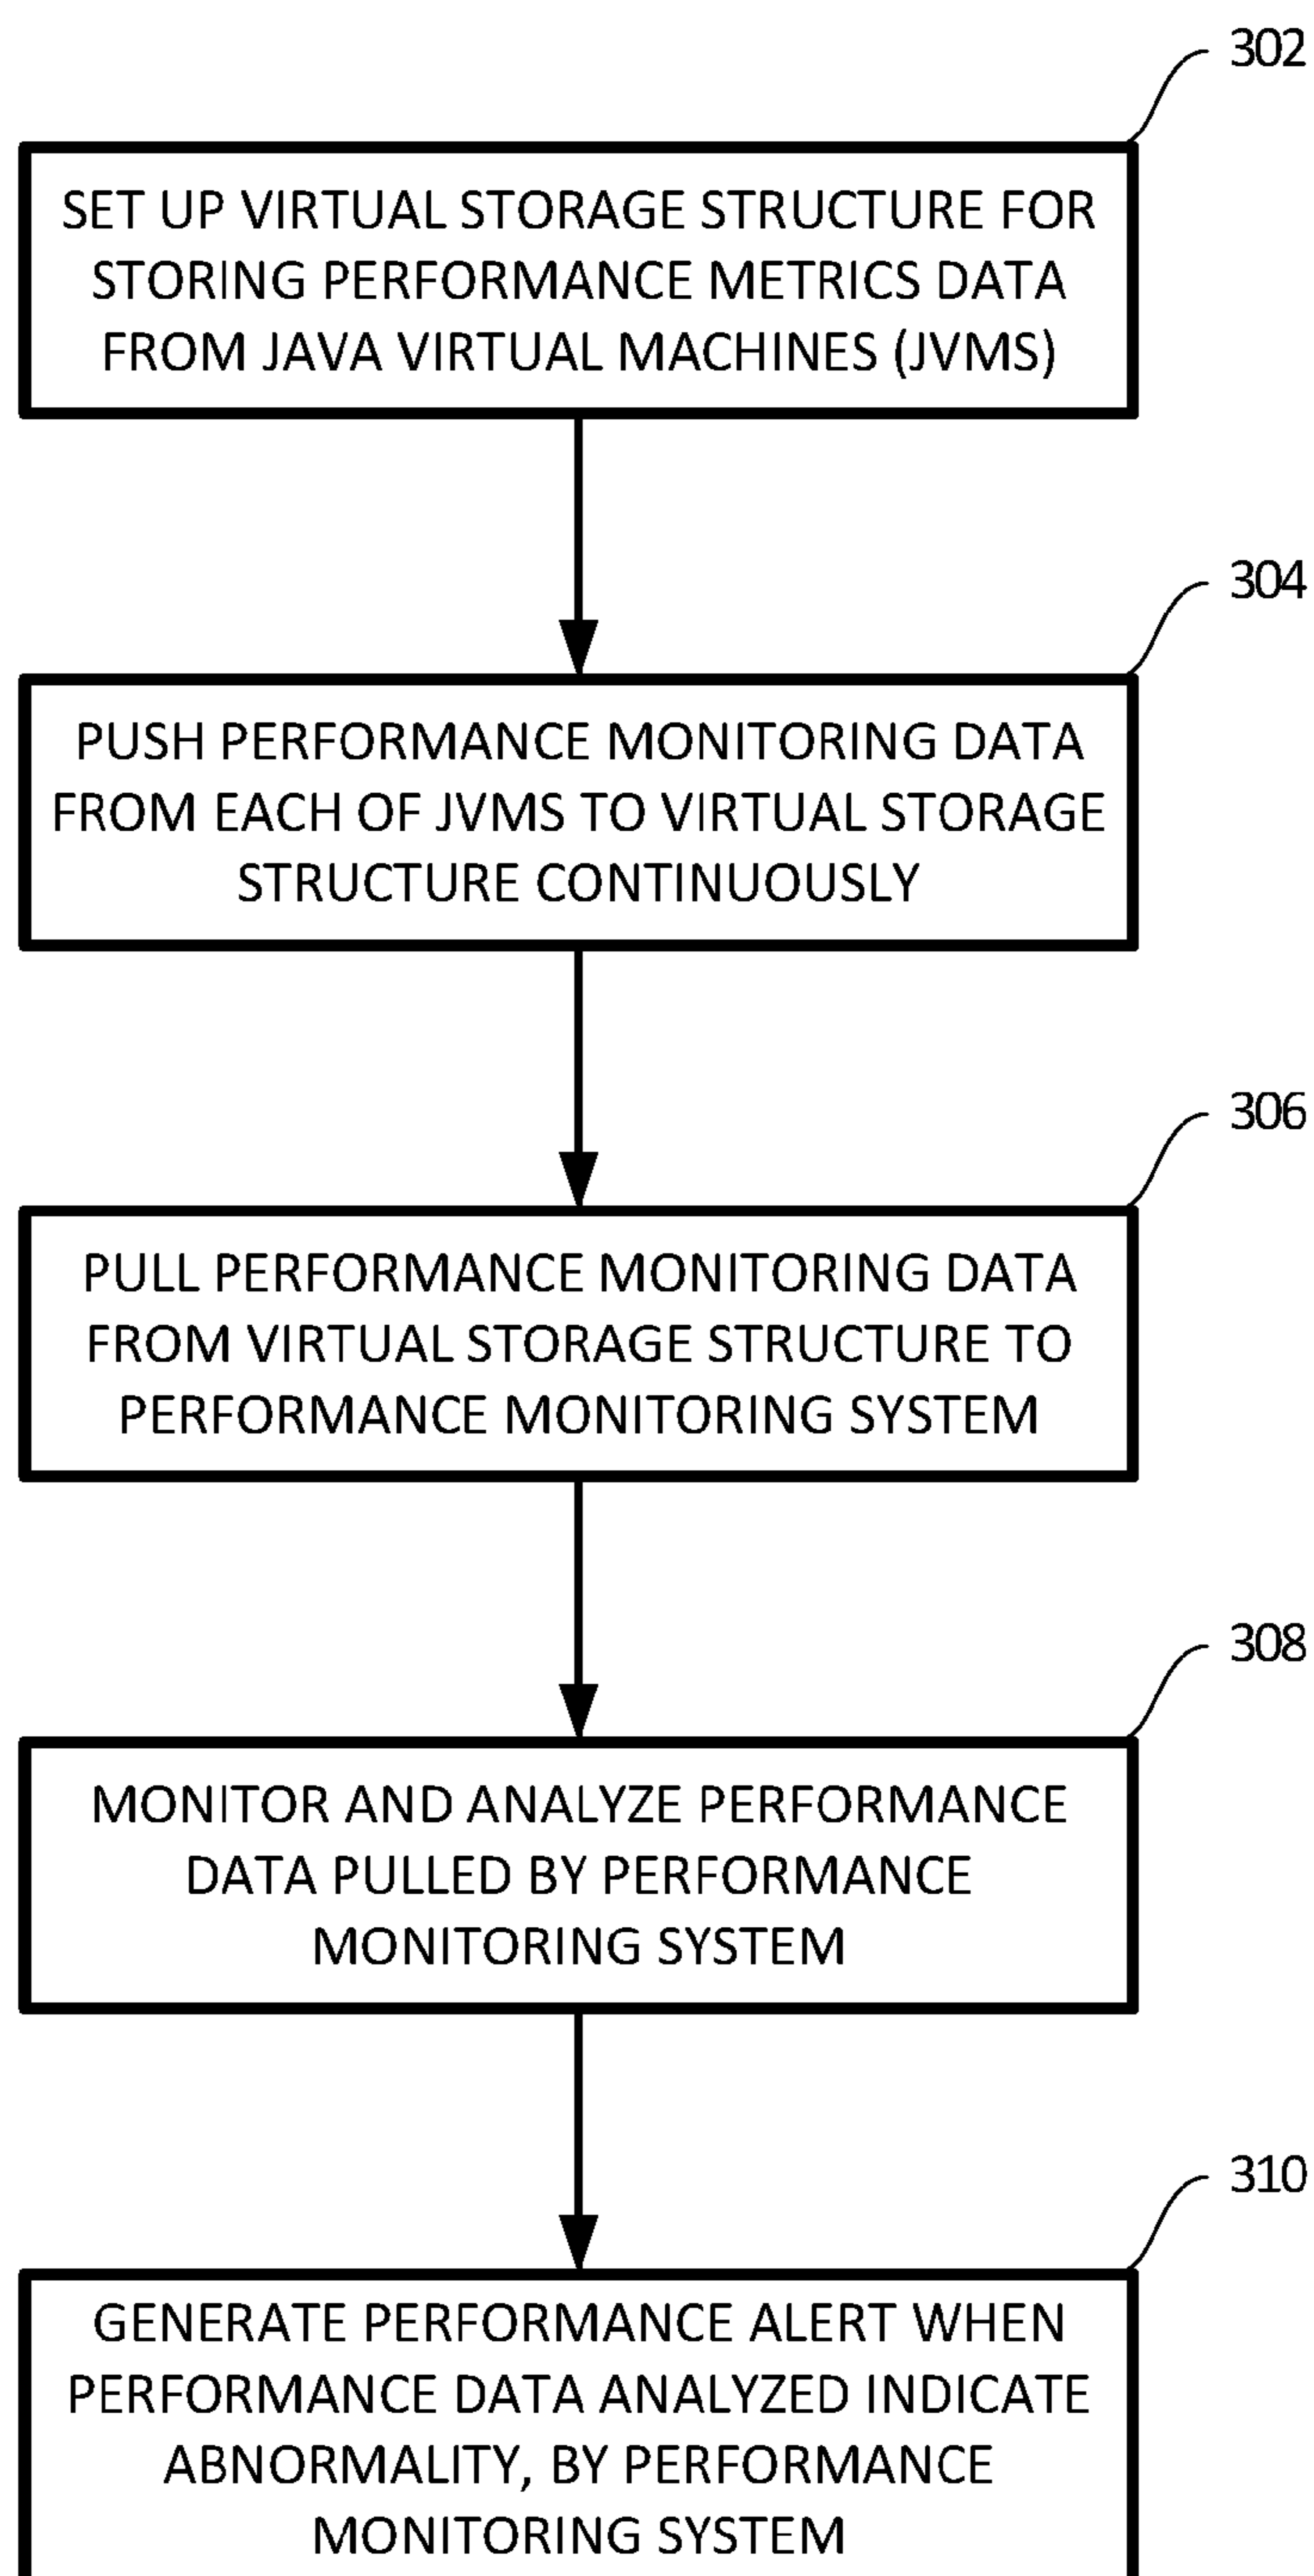 302
SET UP VIRTUAL STORAGE STRUCTURE FOR
STORING PERFORMANCE METRICS DATA
FROM JAVA VIRTUAL MACHINES (JVMS)
304
PUSH PERFORMANCE MONITORING DATA
FROM EACH OF JVMS TO VIRTUAL STORAGE
STRUCTURE CONTINUOUSLY
306
PULL PERFORMANCE MONITORING DATA
FROM VIRTUAL STORAGE STRUCTURE TO
PERFORMANCE MONITORING SYSTEM
308
MONITOR AND ANALYZE PERFORMANCE
DATA PULLED BY PERFORMANCE
MONITORING SYSTEM
310
GENERATE PERFORMANCE ALERT WHEN
PERFORMANCE DATA ANALYZED INDICATE
ABNORMALITY, BY PERFORMANCE
MONITORING SYSTEM